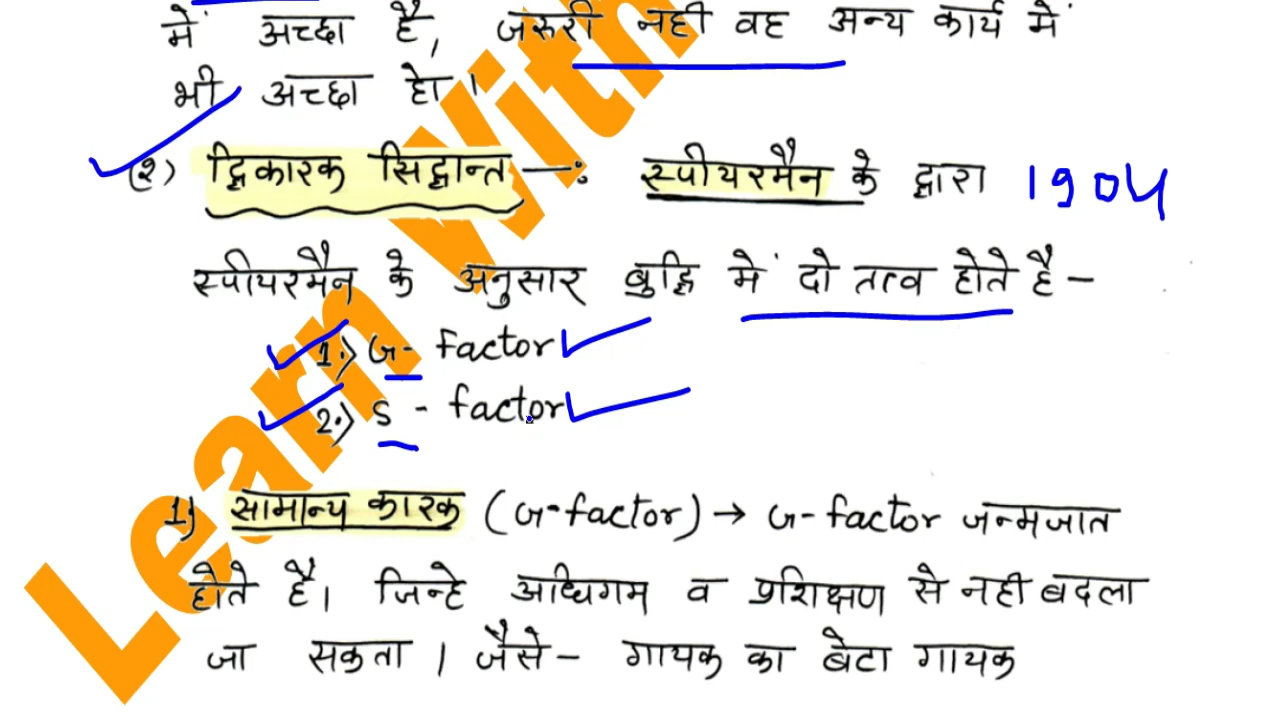 में अच्छा है, जरुरी नहीं वह अन्य कार्य में
भी अच्छा हो।
(२) द्विकारक सिद्धान्त —: स्पीयरमैन के द्वारा 1904
स्पीयरमैन के अनुसार बुद्धि में दो तत्व होते है –
1.) G- Factor
2.) S - factor
1) सामान्य कारक (G-factor) → G-factor जन्मजात
होते है। जिन्हे अधिगम व प्रशिक्षण से नही बदला
जा सकता। जैसे – गायक का बेटा गायक
Learn With